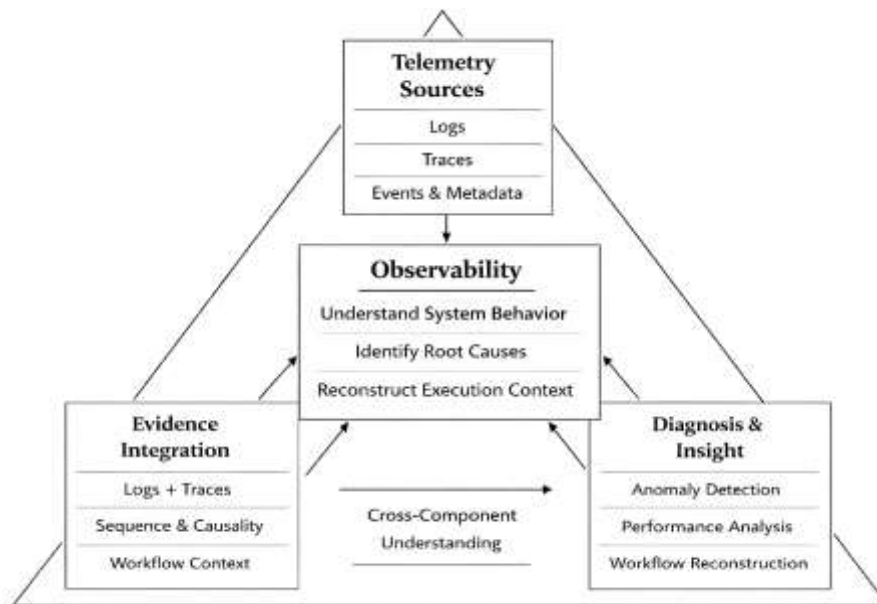 Telemetry
Sources
Logs
Traces
Events & Metadata
Observability
Understand System Behavior
Identify Root Causes
Reconstruct Execution Context
Evidence
Integration
Logs + Traces
Sequence & Causality
Workflow Context
Cross-Component
Understanding
Diagnosis &
Insight
Anomaly Detection
Performance Analysis
Workflow Reconstruction